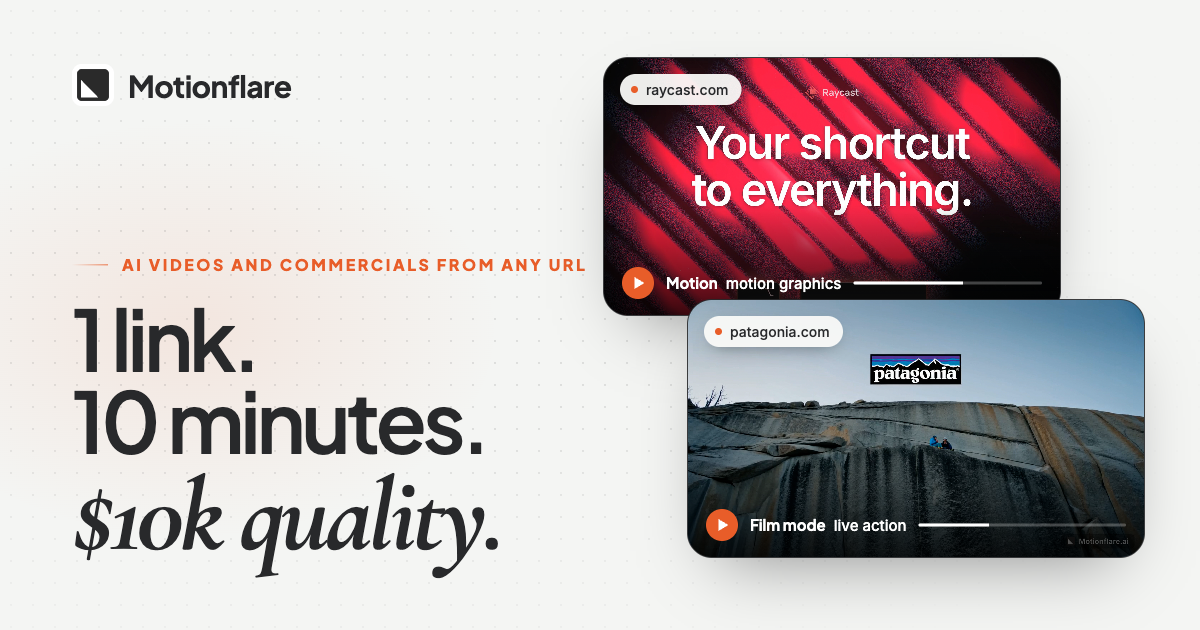 Motionflare
AI VIDEOS AND COMMERCIALS FROM ANY URL
1 link.
10 minutes.
$10k quality.
raycast.com
Raycast
Your shortcut
to everything.
Motion motion graphics
patagonia.com
patagonia
Film mode live action
Motionflare.ai